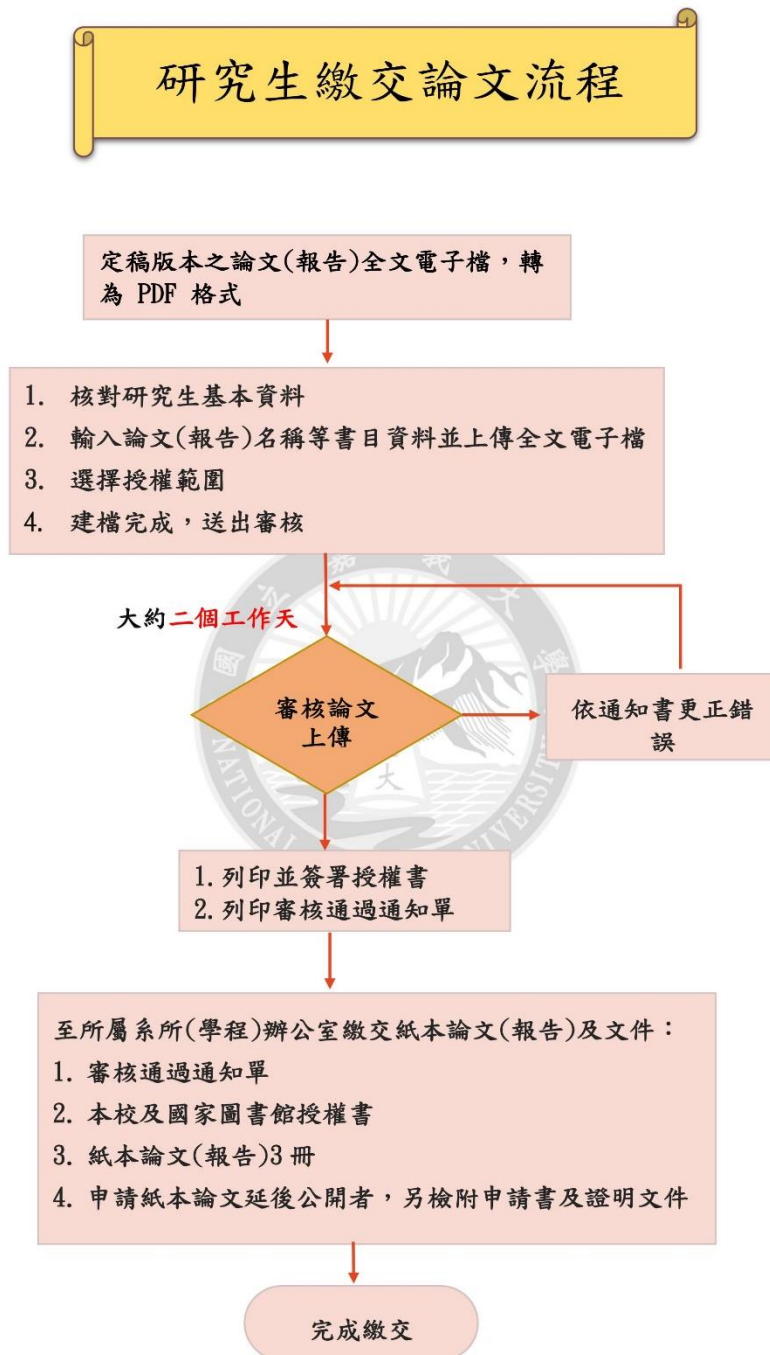 研究生繳交論文流程
定稿版本之論文(報告)全文電子檔,轉
為 PDF 格式
1. 核對研究生基本資料
2. 輸入論文(報告)名稱等書目資料並上傳全文電子檔
3. 選擇授權範圍
4. 建檔完成,送出審核
大約二個工作天
審核論文
上傳
依通知書更正錯
誤
1.列印並簽署授權書
2.列印審核通過通知單
至所屬系所(學程)辦公室繳交紙本論文(報告)及文件:
1. 審核通過通知單
2. 本校及國家圖書館授權書
3. 紙本論文(報告)3 冊
4. 申請紙本論文延後公開者,另檢附申請書及證明文件
完成繳交